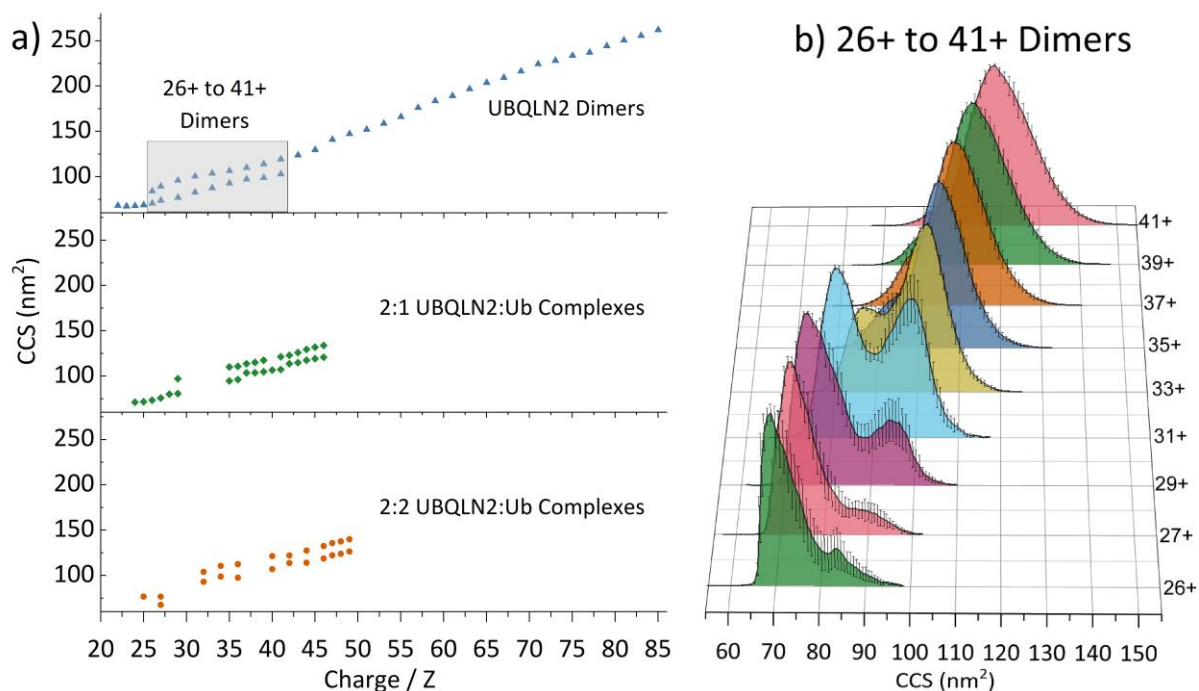 a)
250
200
150
100
26+ to 41+
Dimers
UBQLN2 Dimers
250
200
150
100
2:1 UBQLN2:Ub Complexes
250
200
150
100
2:2 UBQLN2:Ub Complexes
CCS (nm²)
20 25 30 35 40 45 50 55 60 65 70 75 80 85
Charge / Z
b) 26+ to 41+ Dimers
41+
39+
37+
35+
33+
31+
29+
27+
26+
60 70 80 90 100 110 120 130 140 150
CCS (nm²)